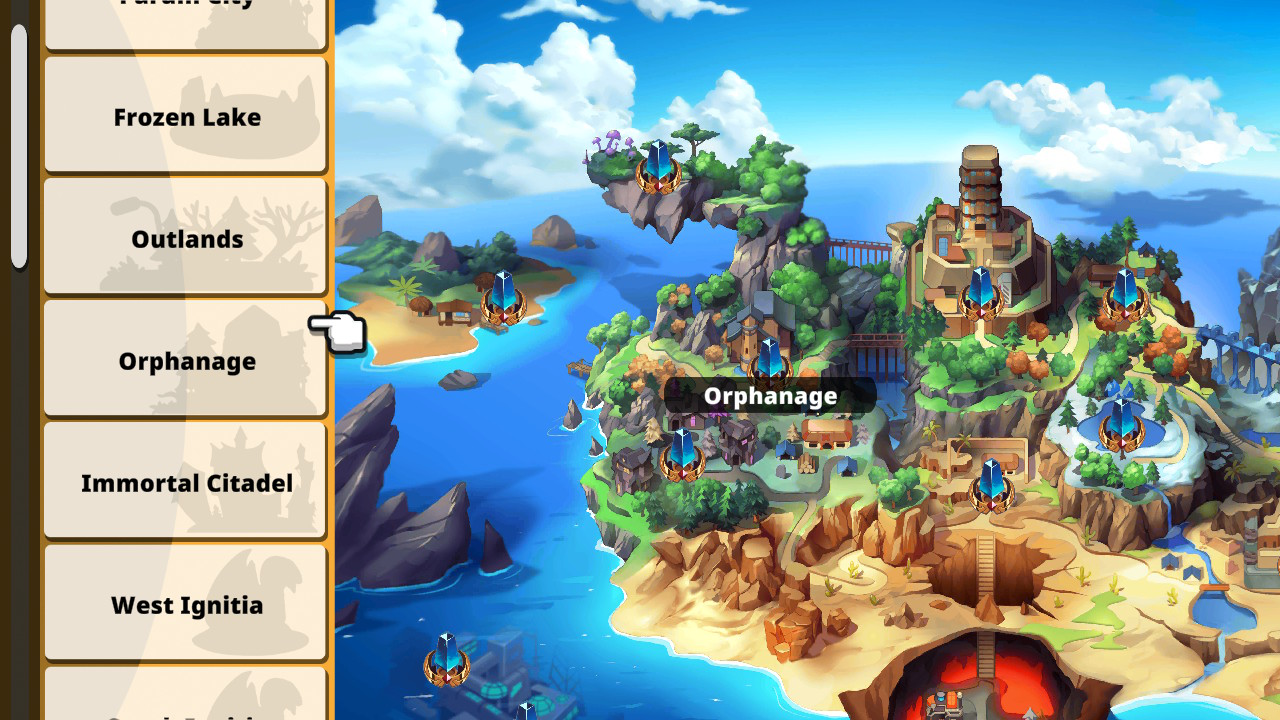 Frozen Lake
Outlands
Orphanage
Orphanage
Immortal Citadel
West Ignitia